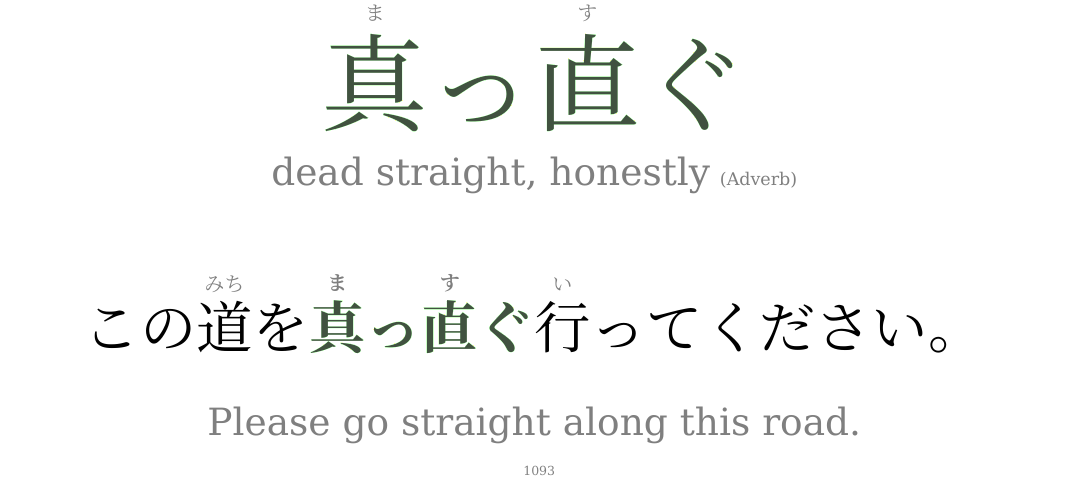 ま す
真っ直ぐ
dead straight, honestly (Adverb)
みち ま す い
この道を真っ直ぐ行ってください。
Please go straight along this road.
1093